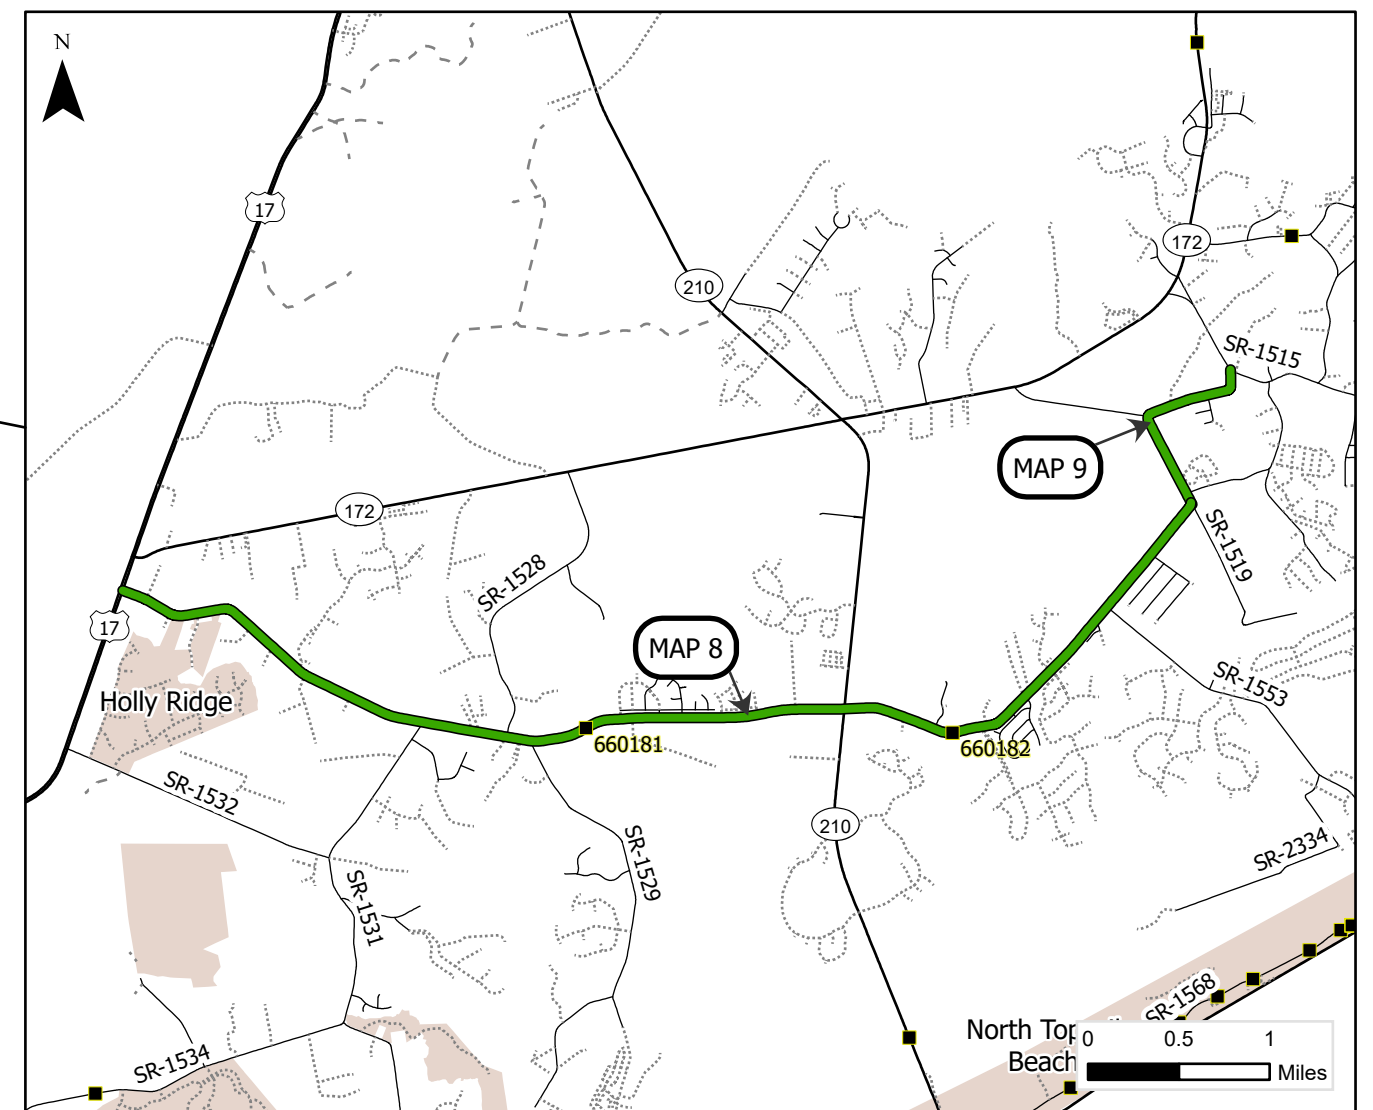 N
17
172
210
SR-1515
MAP 9
172
SR-1528
SR-1519
17
MAP 8
Holly Ridge
SR-1553
660181
660182
SR-1532
210
SR-2334
SR-1529
SR-1531
SR-1568
North Top
Beach
0 0.5 1
Miles
SR-1534